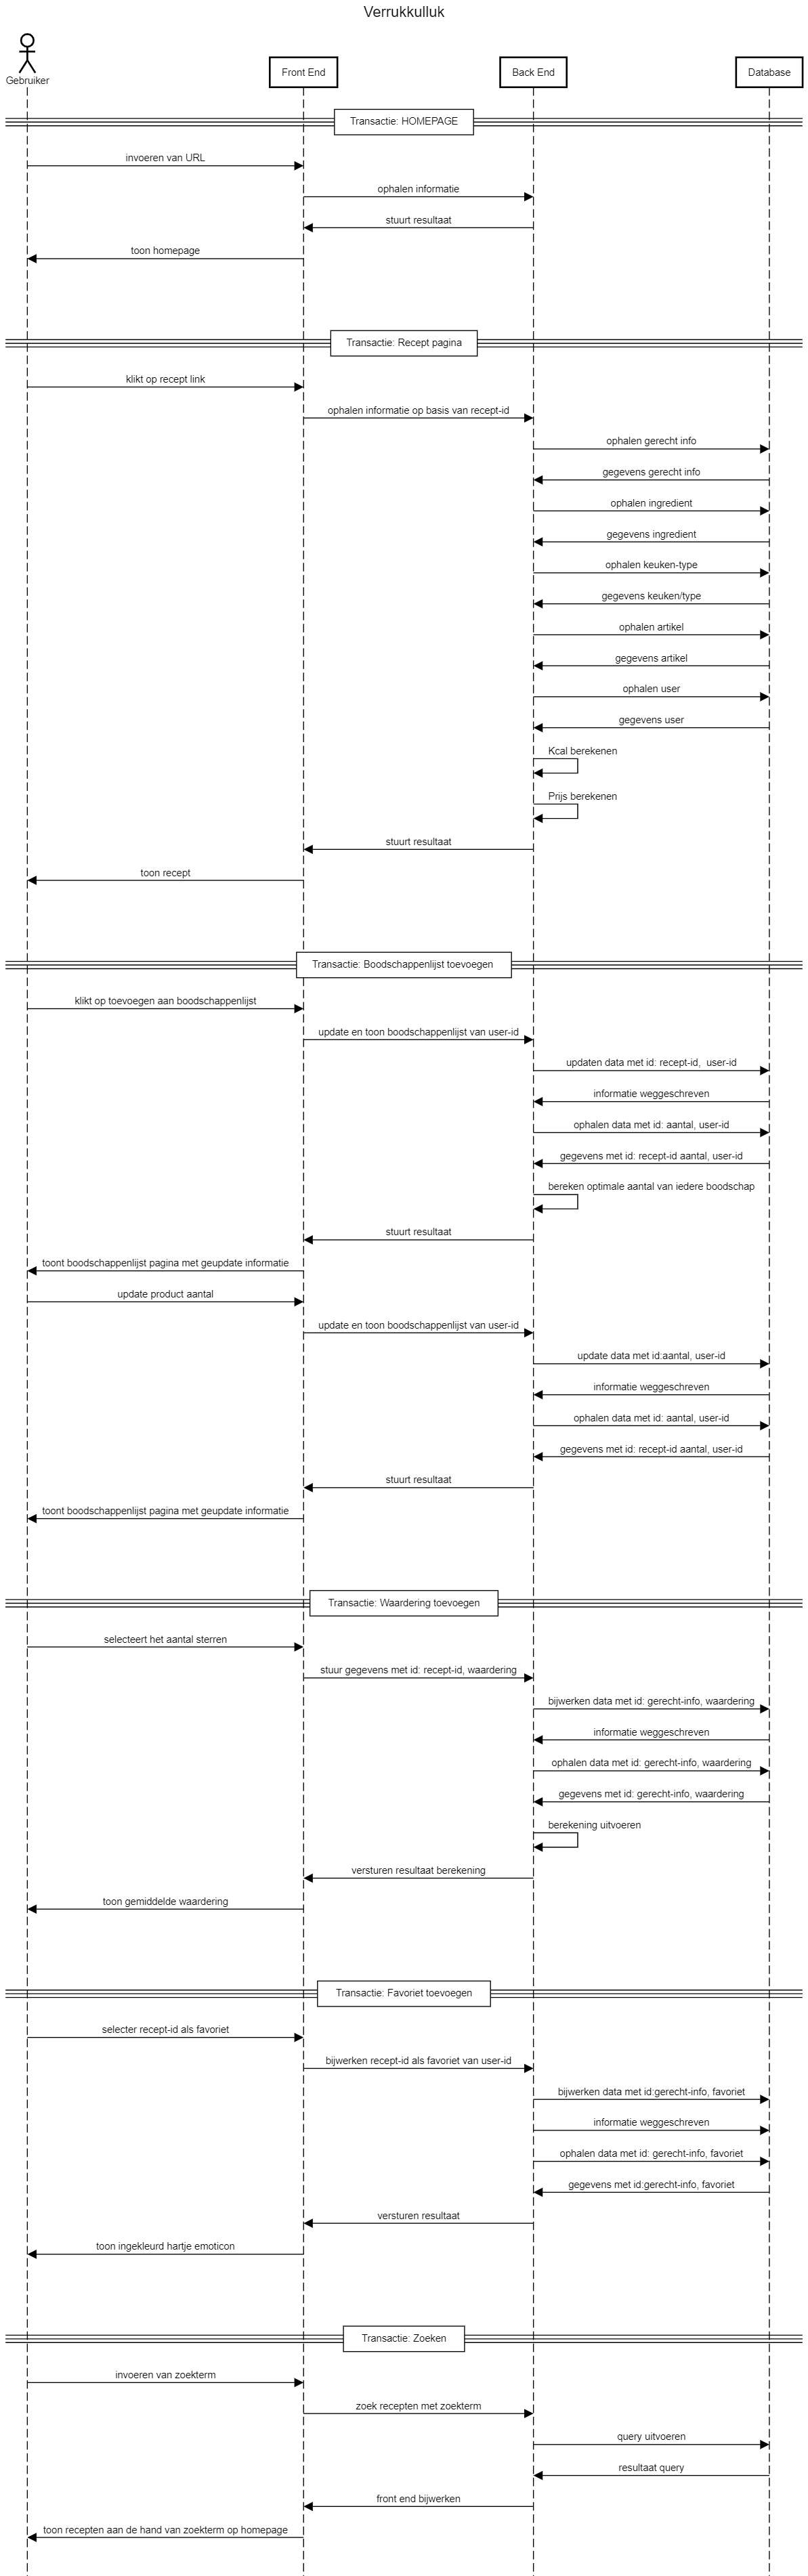 Verrukkulluk
Gebruiker
Front End
Back End
Database
Transactie: HOMEPAGE
invoeren van URL
ophalen informatie
stuurt resultaat
toon homepage
Transactie: Recept pagina
klikt op recept link
ophalen informatie op basis van recept-id
ophalen gerecht info
gegevens gerecht info
ophalen ingredient
gegevens ingredient
ophalen keuken-type
gegevens keuken/type
ophalen artikel
gegevens artikel
ophalen user
gegevens user
Kcal berekenen
Prijs berekenen
stuurt resultaat
toon recept
Transactie: Boodschappenlijst toevoegen
klikt op toevoegen aan boodschappenlijst
update en toon boodschappenlijst van user-id
updaten data met id: recept-id,  user-id
informatie weggeschreven
ophalen data met id: aantal, user-id
gegevens met id: recept-id aantal, user-id
bereken optimale aantal van iedere boodschap
stuurt resultaat
toont boodschappenlijst pagina met geupdate informatie
update product aantal
update en toon boodschappenlijst van user-id
update data met id:aantal, user-id
informatie weggeschreven
ophalen data met id: aantal, user-id
gegevens met id: recept-id aantal, user-id
stuurt resultaat
toont boodschappenlijst pagina met geupdate informatie
Transactie: Waardering toevoegen
selecteert het aantal sterren
stuur gegevens met id: recept-id, waardering
bijwerken data met id: gerecht-info, waardering
informatie weggeschreven
ophalen data met id: gerecht-info, waardering
gegevens met id: gerecht-info, waardering
berekening uitvoeren
versturen resultaat berekening
toon gemiddelde waardering
Transactie: Favoriet toevoegen
selecter recept-id als favoriet
bijwerken recept-id als favoriet van user-id
bijwerken data met id:gerecht-info, favoriet
informatie weggeschreven
ophalen data met id: gerecht-info, favoriet
gegevens met id:gerecht-info, favoriet
versturen resultaat
toon ingekleurd hartje emoticon
Transactie: Zoeken
invoeren van zoekterm
zoek recepten met zoekterm
query uitvoeren
resultaat query
front end bijwerken
toon recepten aan de hand van zoekterm op homepage